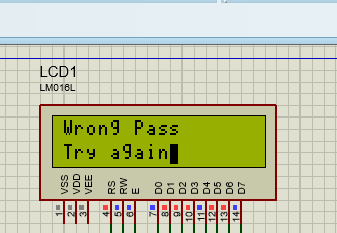 LCD1
LM016L
Wrong Pass
Try again
VSS
VDD
VEE
RS
RW
E
D0
D1
D2
D3
D4
D5
D6
D7
1
2
3
4
5
6
7
8
9
10
11
12
13
14